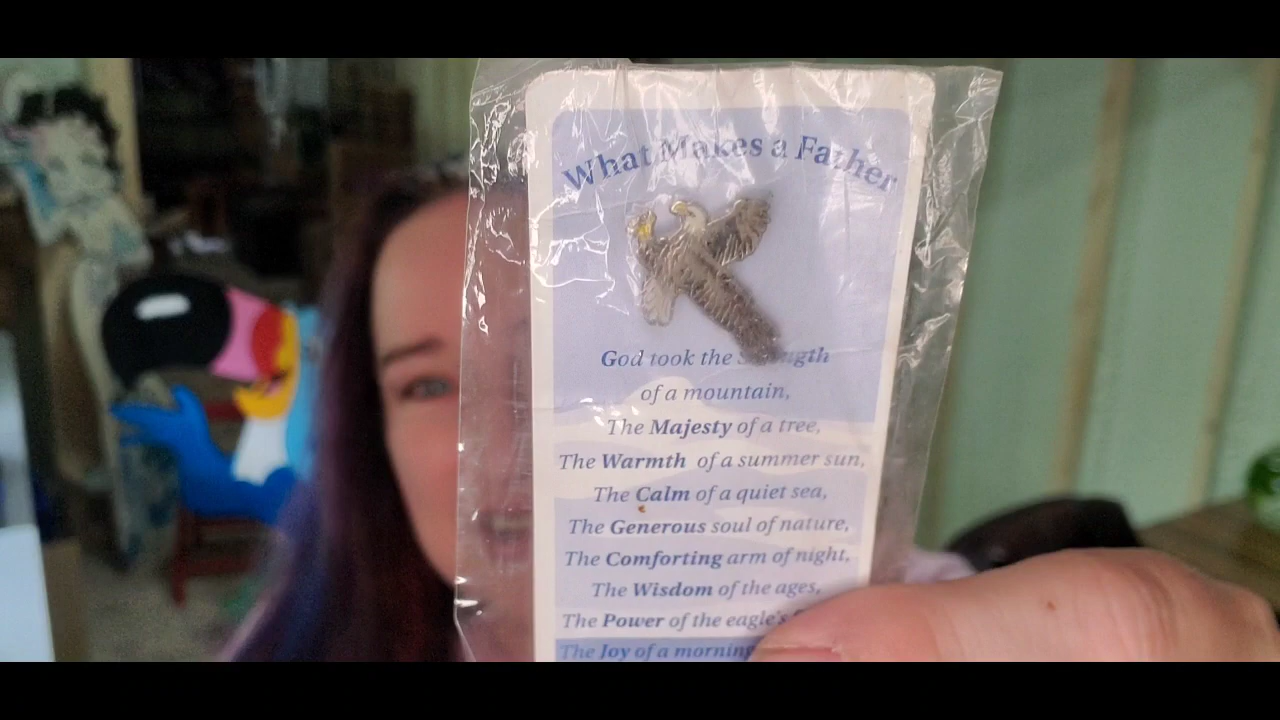 What Makes a Father
God took the Strength
of a mountain,
The Majesty of a tree,
The Warmth of a summer sun,
The Calm of a quiet sea,
The Generous soul of nature,
The Comforting arm of night,
The Wisdom of the ages,
The Power of the eagle's
The Joy of a morning